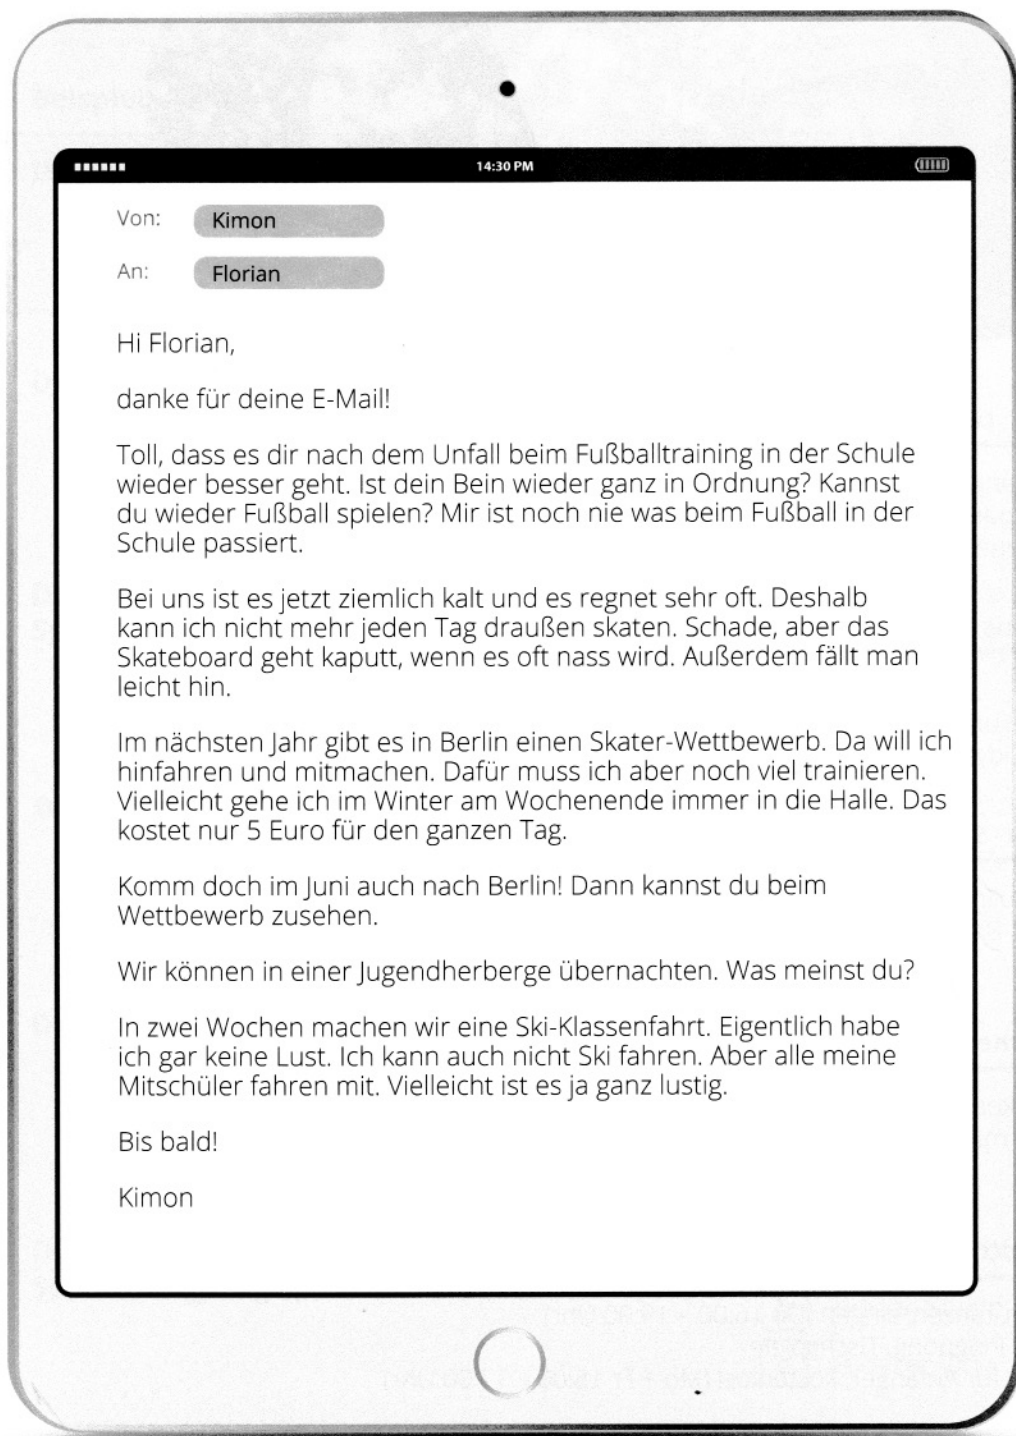 14:30 PM
Von: Kimon
An: Florian
Hi Florian,
danke für deine E-Mail!
Toll, dass es dir nach dem Unfall beim Fußballtraining in der Schule
wieder besser geht. Ist dein Bein wieder ganz in Ordnung? Kannst
du wieder Fußball spielen? Mir ist noch nie was beim Fußball in der
Schule passiert.
Bei uns ist es jetzt ziemlich kalt und es regnet sehr oft. Deshalb
kann ich nicht mehr jeden Tag draußen skaten. Schade, aber das
Skateboard geht kaputt, wenn es oft nass wird. Außerdem fällt man
leicht hin.
Im nächsten Jahr gibt es in Berlin einen Skater-Wettbewerb. Da will ich
hinfahren und mitmachen. Dafür muss ich aber noch viel trainieren.
Vielleicht gehe ich im Winter am Wochenende immer in die Halle. Das
kostet nur 5 Euro für den ganzen Tag.
Komm doch im Juni auch nach Berlin! Dann kannst du beim
Wettbewerb zusehen.
Wir können in einer Jugendherberge übernachten. Was meinst du?
In zwei Wochen machen wir eine Ski-Klassenfahrt. Eigentlich habe
ich gar keine Lust. Ich kann auch nicht Ski fahren. Aber alle meine
Mitschüler fahren mit. Vielleicht ist es ja ganz lustig.
Bis bald!
Kimon